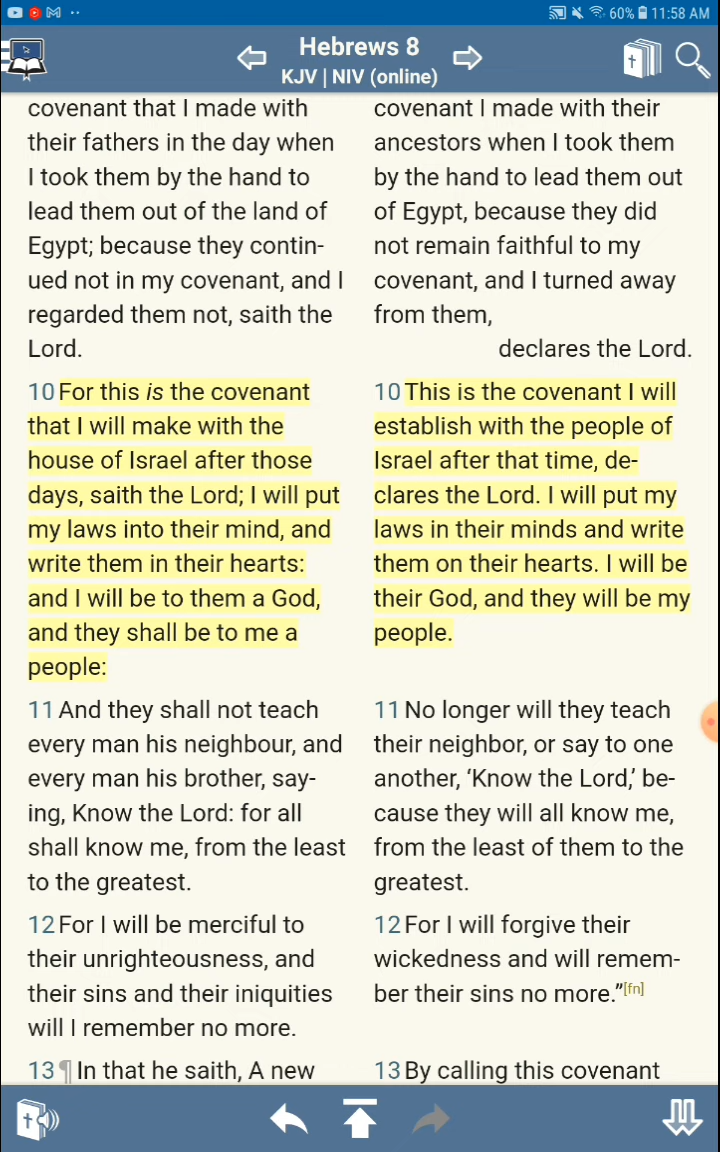 60% 11:58 AM
Hebrews 8
KJV | NIV (online)
covenant that I made with
their fathers in the day when
I took them by the hand to
lead them out of the land of
Egypt; because they contin-
ued not in my covenant, and I
regarded them not, saith the
Lord.
10 For this is the covenant
that I will make with the
house of Israel after those
days, saith the Lord; I will put
my laws into their mind, and
write them in their hearts:
and I will be to them a God,
and they shall be to me a
people:
11 And they shall not teach
every man his neighbour, and
every man his brother, say-
ing, Know the Lord: for all
shall know me, from the least
to the greatest.
12 For I will be merciful to
their unrighteousness, and
their sins and their iniquities
will I remember no more.
13 ¶ In that he saith, A new
covenant I made with their
ancestors when I took them
by the hand to lead them out
of Egypt, because they did
not remain faithful to my
covenant, and I turned away
from them,
declares the Lord.
10 This is the covenant I will
establish with the people of
Israel after that time, de-
clares the Lord. I will put my
laws in their minds and write
them on their hearts. I will be
their God, and they will be my
people.
11 No longer will they teach
their neighbor, or say to one
another, ‘Know the Lord,’ be-
cause they will all know me,
from the least of them to the
greatest.
12 For I will forgive their
wickedness and will remem-
ber their sins no more.”[fn]
13 By calling this covenant